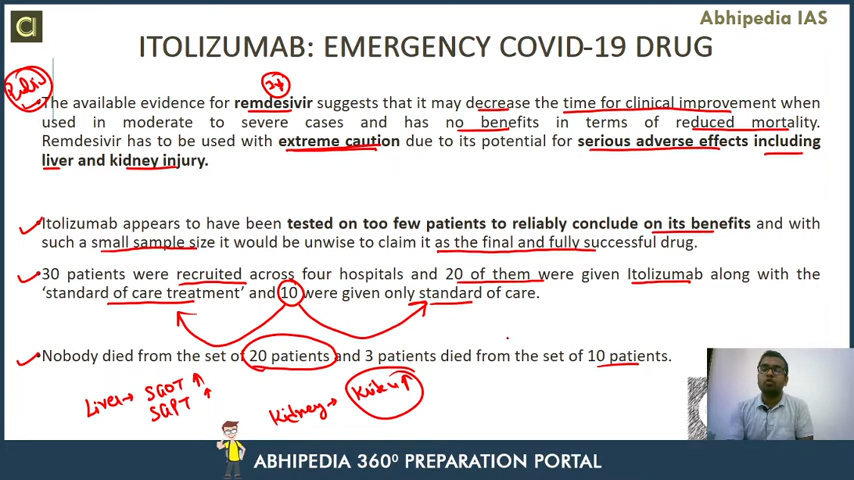 Abhipedia IAS
ITOLIZUMAB: EMERGENCY COVID-19 DRUG
The available evidence for remdesivir suggests that it may decrease the time for clinical improvement when
used in moderate to severe cases and has no benefits in terms of reduced mortality.
Remdesivir has to be used with extreme caution due to its potential for serious adverse effects including
liver and kidney injury.
Itolizumab appears to have been tested on too few patients to reliably conclude on its benefits and with
such a small sample size it would be unwise to claim it as the final and fully successful drug.
30 patients were recruited across four hospitals and 20 of them were given Itolizumab along with the
‘standard of care treatment’ and 10 were given only standard of care.
Nobody died from the set of 20 patients and 3 patients died from the set of 10 patients.
Liver → SGOT ↑
SGPT ↑
Kidney →
ABHIPEDIA 360⁰ PREPARATION PORTAL